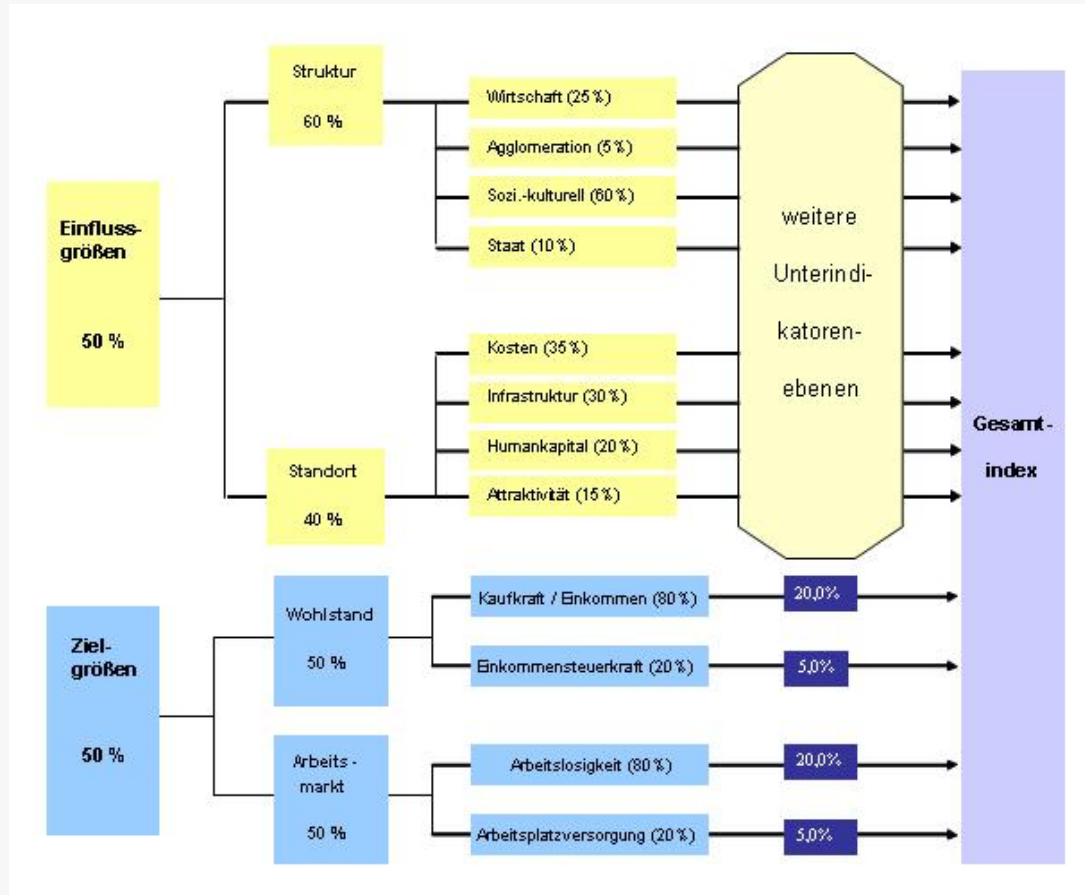 Einfluss-
größen
50 %
Struktur
60 %
Wirtschaft (25%)
Agglomeration (5%)
Sozi.-kulturell (60%)
Staat (10%)
Standort
40 %
Kosten (35%)
Infrastruktur (30%)
Humankapital (20%)
Attraktivität (15%)
weitere
Unterindi-
katoren-
ebenen
Gesamt-
index
Ziel-
größen
50 %
Wohlstand
50 %
Kaufkraft / Einkommen (80%)
20,0%
Einkommensteuerkraft (20%)
5,0%
Arbeits-
markt
50 %
Arbeitslosigkeit (80%)
20,0%
Arbeitsplatzversorgung (20%)
5,0%